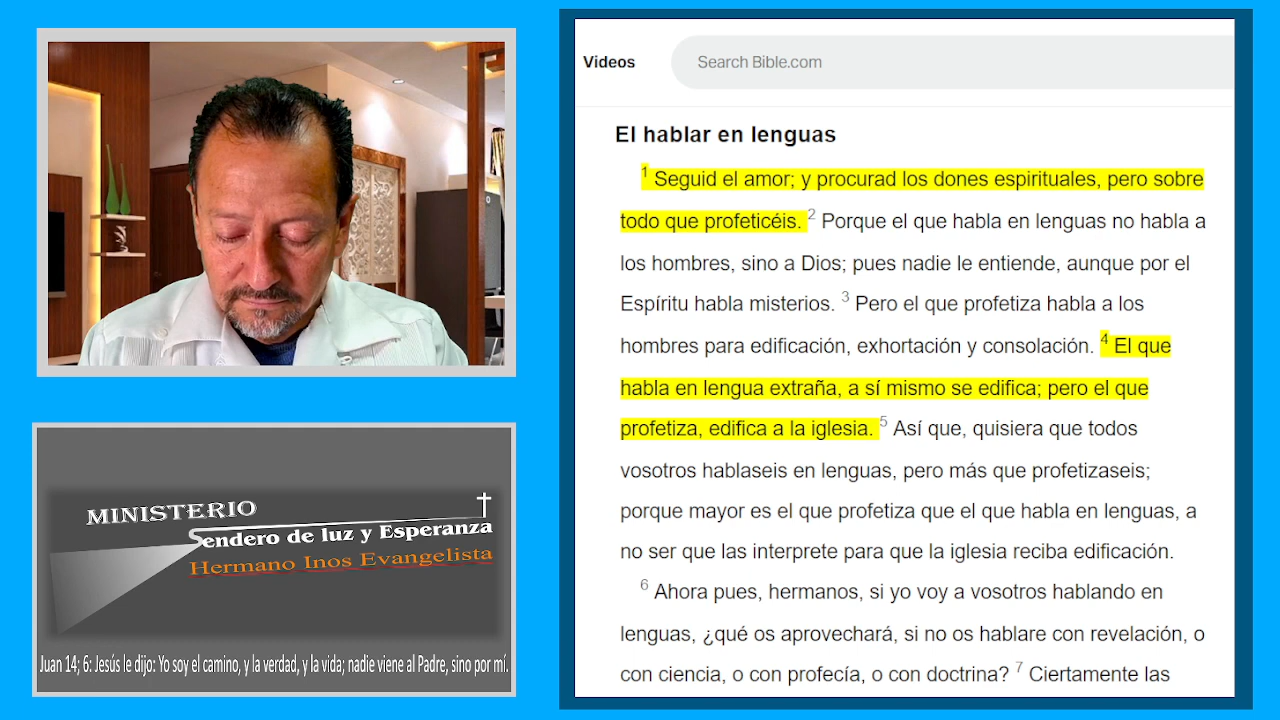 Videos
Search Bible.com
El hablar en lenguas
1 Seguid el amor; y procurad los dones espirituales, pero sobre
todo que profeticéis. 2 Porque el que habla en lenguas no habla a
los hombres, sino a Dios; pues nadie le entiende, aunque por el
Espíritu habla misterios. 3 Pero el que profetiza habla a los
hombres para edificación, exhortación y consolación. 4 El que
habla en lengua extraña, a sí mismo se edifica; pero el que
profetiza, edifica a la iglesia. 5 Así que, quisiera que todos
vosotros hablaseis en lenguas, pero más que profetizaseis;
porque mayor es el que profetiza que el que habla en lenguas, a
no ser que las interprete para que la iglesia reciba edificación.
6 Ahora pues, hermanos, si yo voy a vosotros hablando en
lenguas, ¿qué os aprovechará, si no os hablare con revelación, o
con ciencia, o con profecía, o con doctrina? 7 Ciertamente las
MINISTERIO
Sendero de luz y Esperanza
Hermano Inos Evangelista
Juan 14; 6: Jesús le dijo: Yo soy el camino, y la verdad, y la vida; nadie viene al Padre, sino por mí.